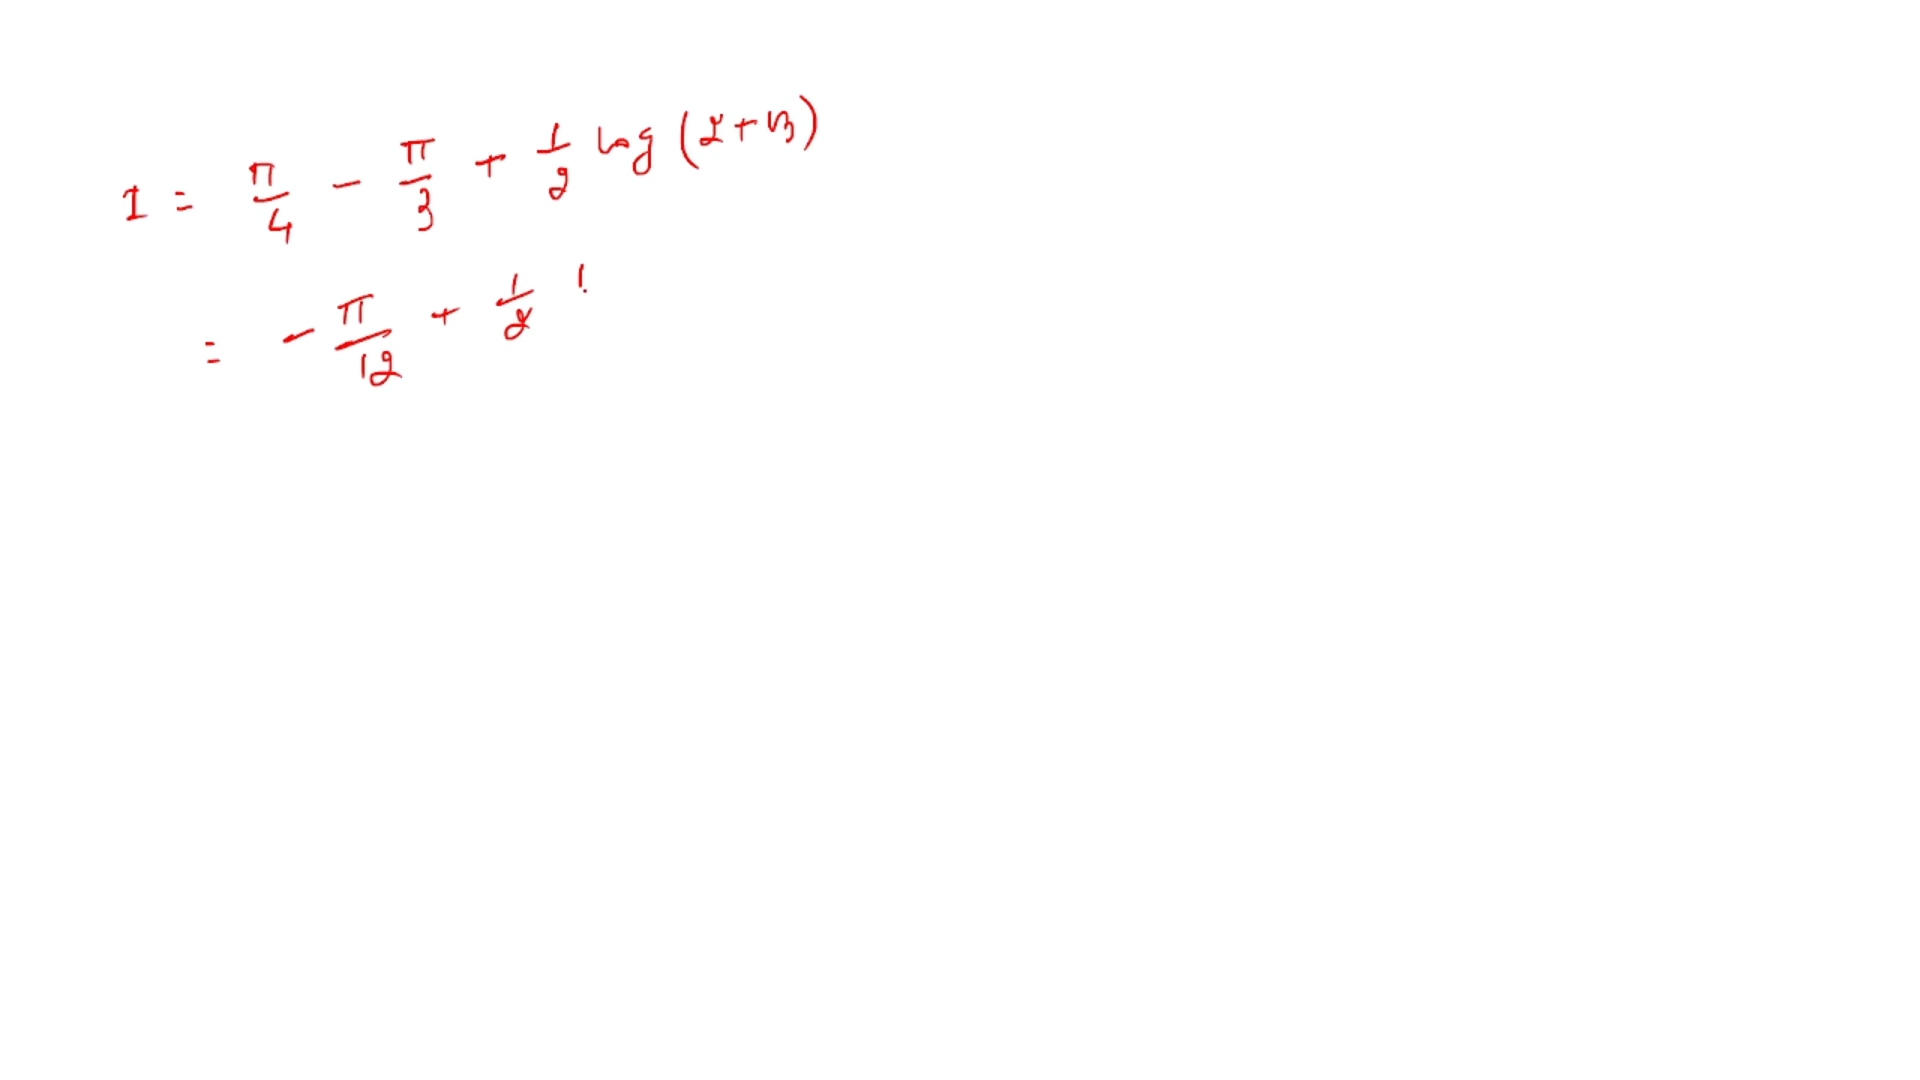 I = π/4 - π/3 + 1/2 log (2+√3)
= - π/12 + 1/2